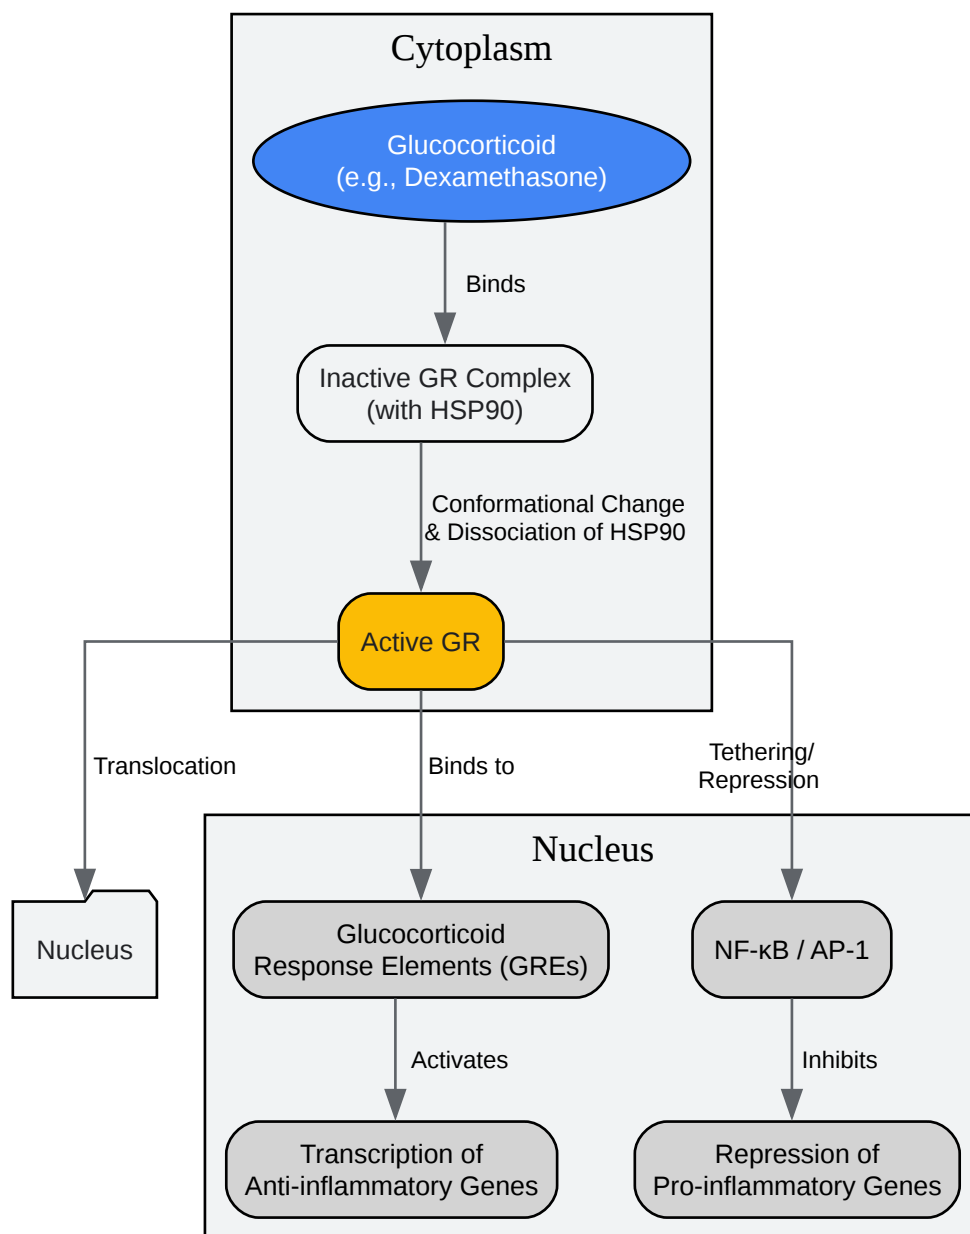 Cytoplasm
Glucocorticoid
(e.g., Dexamethasone)
Binds
Inactive GR Complex
(with HSP90)
Conformational Change
& Dissociation of HSP90
Active GR
Translocation
Binds to
Tethering/
Repression
Nucleus
Nucleus
Glucocorticoid
Response Elements (GREs)
NF-κB / AP-1
Activates
Inhibits
Transcription of
Anti-inflammatory Genes
Repression of
Pro-inflammatory Genes